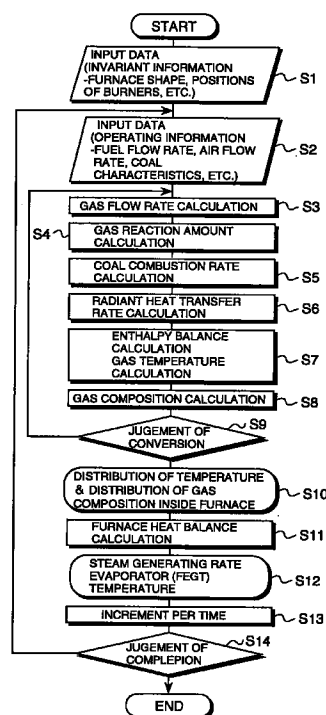 START
INPUT DATA
(INVARIANT INFORMATION
-FURNACE SHAPE, POSITIONS
OF BURNERS, ETC.)
S1
INPUT DATA
(OPERATING INFORMATION
-FUEL FLOW RATE, AIR FLOW
RATE, COAL
CHARACTERISTICS, ETC.)
S2
GAS FLOW RATE CALCULATION
S3
S4
GAS REACTION AMOUNT
CALCULATION
COAL COMBUSTION RATE
CALCULATION
S5
RADIANT HEAT TRANSFER
RATE CALCULATION
S6
ENTHALPY BALANCE
CALCULATION
GAS TEMPERATURE
CALCULATION
S7
GAS COMPOSITION CALCULATION
S8
S9
JUGEMENT OF
CONVERSION
DISTRIBUTION OF TEMPERATURE
& DISTRIBUTION OF GAS
COMPOSITION INSIDE FURNACE
S10
FURNACE HEAT BALANCE
CALCULATION
S11
STEAM GENERATING RATE
EVAPORATOR (FEGT)
TEMPERATURE
S12
INCREMENT PER TIME
S13
S14
JUGEMENT OF
COMPLEPION
END